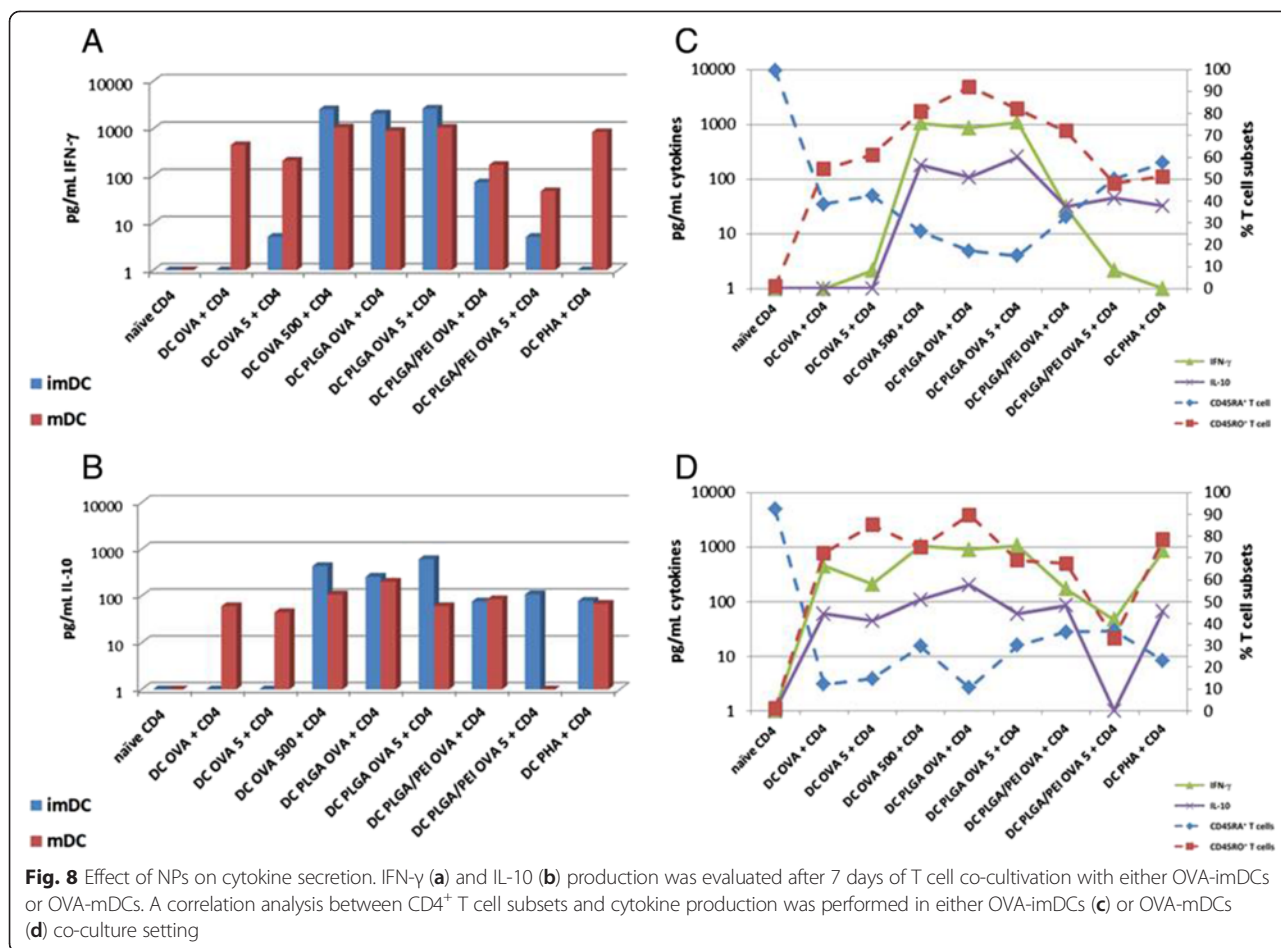 A
10000
1000
100
10
1
pg/mL IFN-γ
naïve CD4
DC OVA + CD4
DC OVA 5 + CD4
DC OVA 500 + CD4
DC PLGA OVA + CD4
DC PLGA OVA 5 + CD4
DC PLGA/PEI OVA + CD4
DC PLGA/PEI OVA 5 + CD4
DC PHA + CD4
imDC
mDC
C
10000
1000
100
10
1
pg/mL cytokines
100
90
80
70
60
50
40
30
20
10
0
% T cell subsets
naïve CD4
DC OVA + CD4
DC OVA 5 + CD4
DC OVA 500 + CD4
DC PLGA OVA + CD4
DC PLGA OVA 5 + CD4
DC PLGA/PEI OVA + CD4
DC PLGA/PEI OVA 5 + CD4
DC PHA + CD4
IFN-γ
IL-10
CD45RA⁺ T cell
CD45RO⁺ T cell
B
10000
1000
100
10
1
pg/mL IL-10
naïve CD4
DC OVA + CD4
DC OVA 5 + CD4
DC OVA 500 + CD4
DC PLGA OVA + CD4
DC PLGA OVA 5 + CD4
DC PLGA/PEI OVA + CD4
DC PLGA/PEI OVA 5 + CD4
DC PHA + CD4
imDC
mDC
D
10000
1000
100
10
1
pg/mL cytokines
100
90
80
70
60
50
40
30
20
10
0
% T cell subsets
naïve CD4
DC OVA + CD4
DC OVA 5 + CD4
DC OVA 500 + CD4
DC PLGA OVA + CD4
DC PLGA OVA 5 + CD4
DC PLGA/PEI OVA + CD4
DC PLGA/PEI OVA 5 + CD4
DC PHA + CD4
IFN-γ
IL-10
CD45RA⁺ T cells
CD45RO⁺ T cells
Fig. 8 Effect of NPs on cytokine secretion. IFN-γ (a) and IL-10 (b) production was evaluated after 7 days of T cell co-cultivation with either OVA-imDCs
or OVA-mDCs. A correlation analysis between CD4⁺ T cell subsets and cytokine production was performed in either OVA-imDCs (c) or OVA-mDCs
(d) co-culture setting